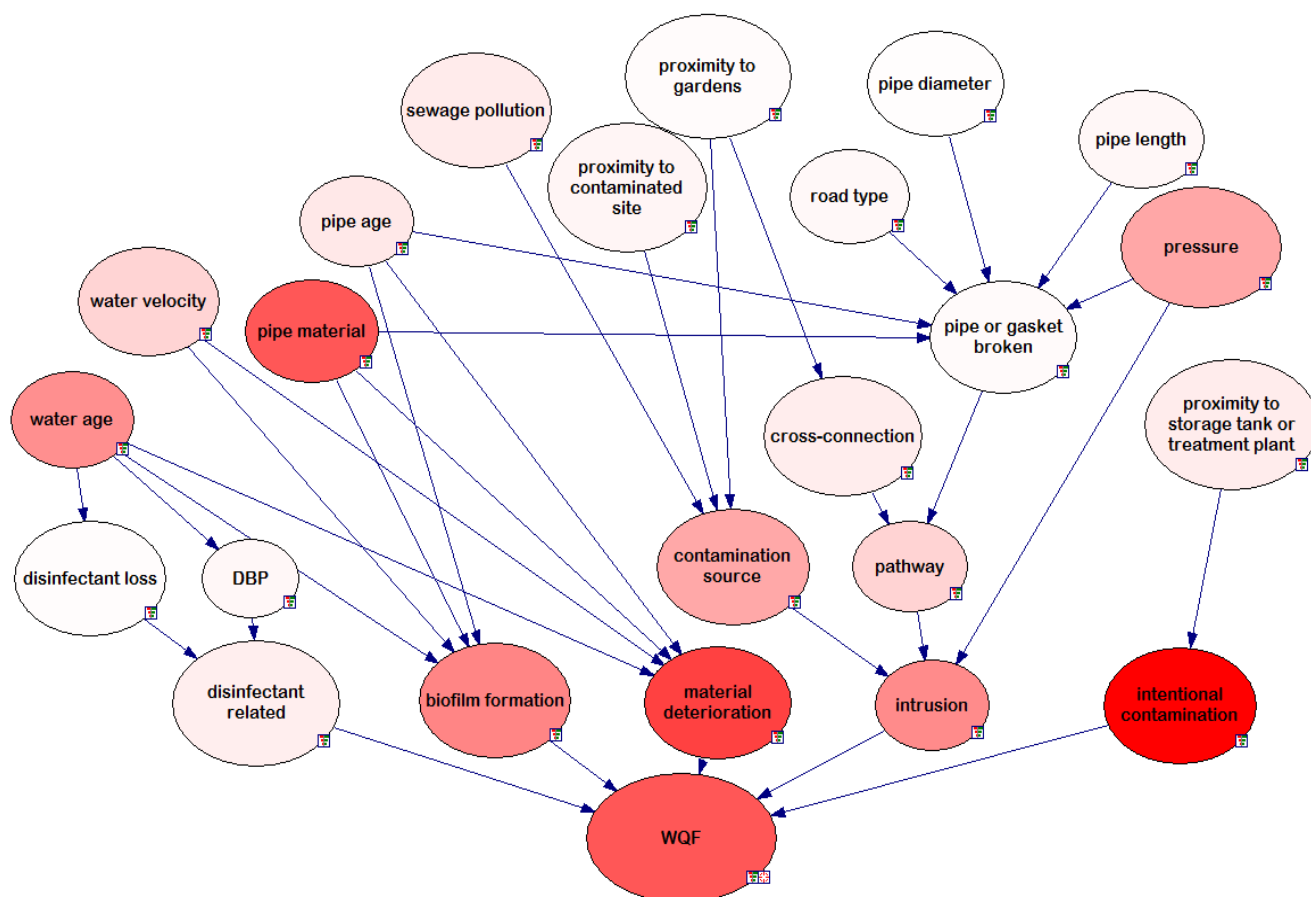 proximity to
gardens
pipe diameter
sewage pollution
pipe length
proximity to
contaminated
site
road type
pipe age
pressure
water velocity
pipe material
pipe or gasket
broken
water age
cross-connection
proximity to
storage tank or
treatment plant
disinfectant loss
DBP
contamination
source
pathway
disinfectant
related
biofilm formation
material
deterioration
intrusion
intentional
contamination
WQF